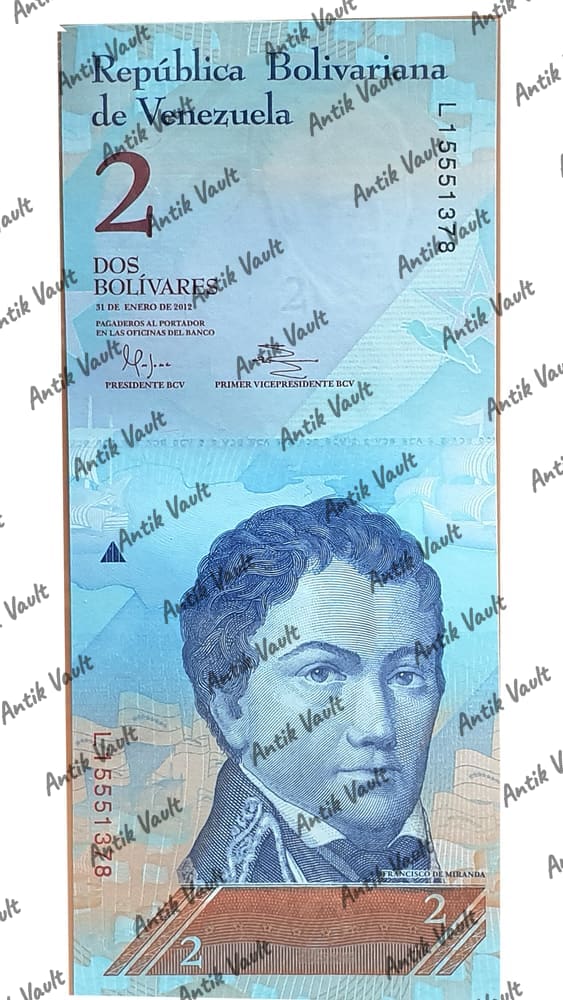 República Bolivariana
de Venezuela
L15551378
2
DOS
BOLÍVARES
31 DE ENERO DE 2012
PAGADEROS AL PORTADOR
EN LAS OFICINAS DEL BANCO
2
PRESIDENTE BCV
PRIMER VICEPRESIDENTE BCV
L15551378
FRANCISCO DE MIRANDA
2
2
Antik Vault